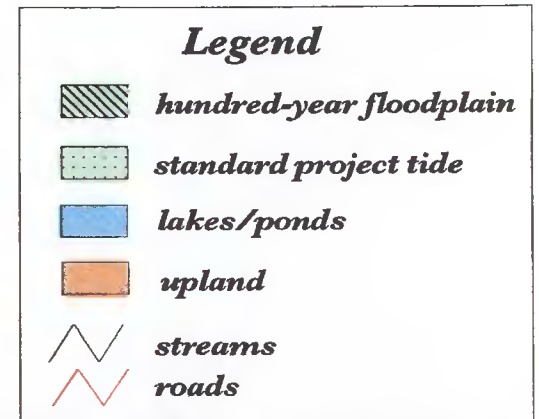 Legend
hundred-year floodplain
standard project tide
lakes/ponds
upland
streams
roads